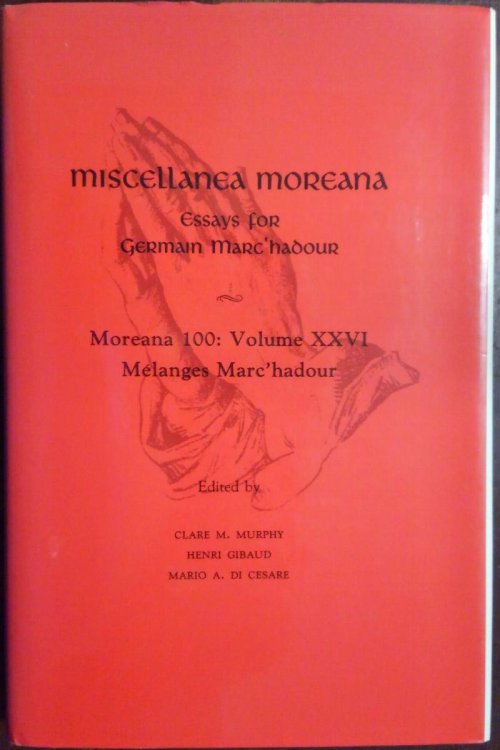 miscellanea moreana
Essays for
Germain Marc'hadour
~
Moreana 100: Volume XXVI
Mélanges Marc'hadour
Edited by
CLARE M. MURPHY
HENRI GIBAUD
MARIO A. DI CESARE